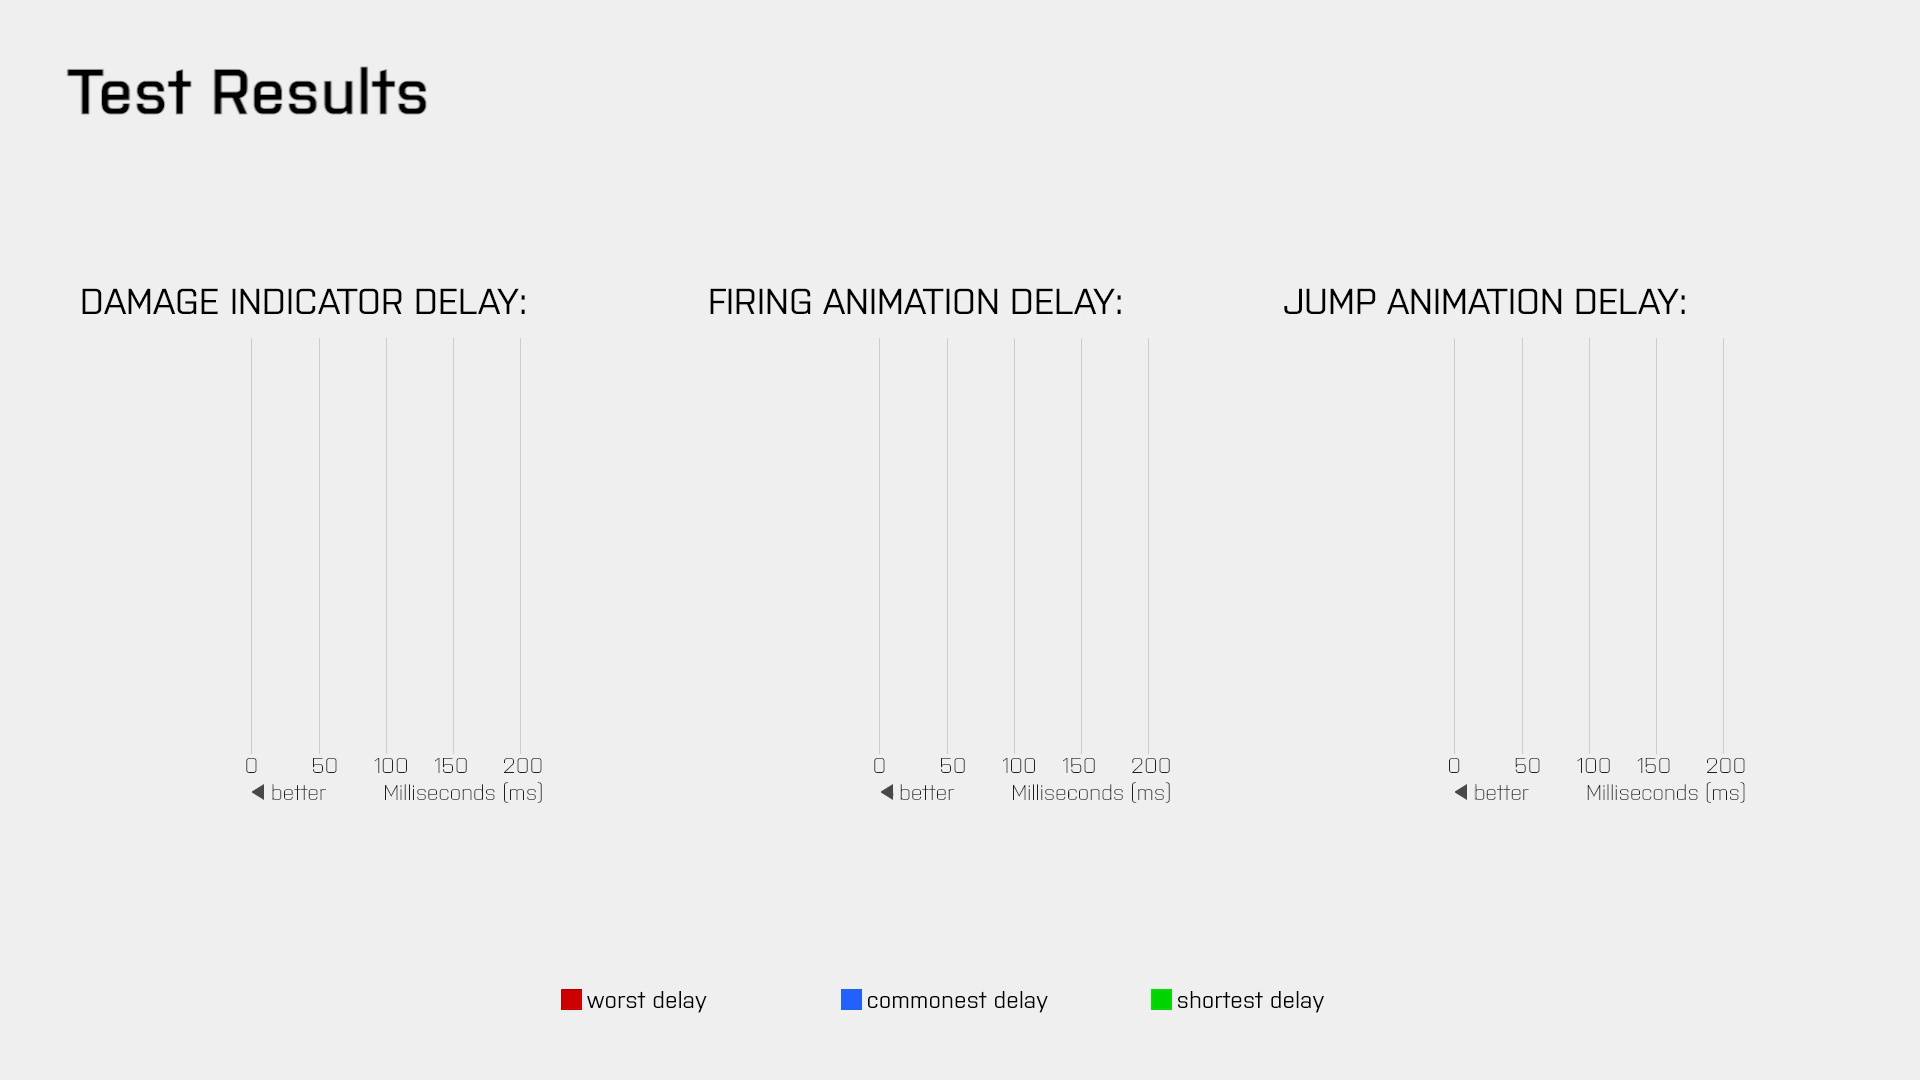 Test Results
DAMAGE INDICATOR DELAY:
0 50 100 150 200
better Milliseconds (ms)
FIRING ANIMATION DELAY:
0 50 100 150 200
better Milliseconds (ms)
JUMP ANIMATION DELAY:
0 50 100 150 200
better Milliseconds (ms)
worst delay
commonest delay
shortest delay